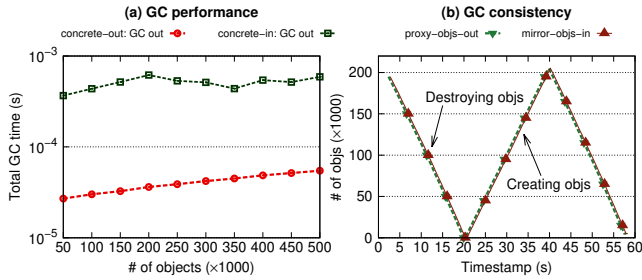 (a) GC performance
concrete-out: GC out
concrete-in: GC out
Total GC time (s)
10⁻³
10⁻⁴
10⁻⁵
50 100 150 200 250 300 350 400 450 500
# of objects (×1000)
(b) GC consistency
proxy-objs-out
mirror-objs-in
# of objs (×1000)
200
150
100
50
0
Destroying objs
Creating objs
5 10 15 20 25 30 35 40 45 50 55 60
Timestamp (s)